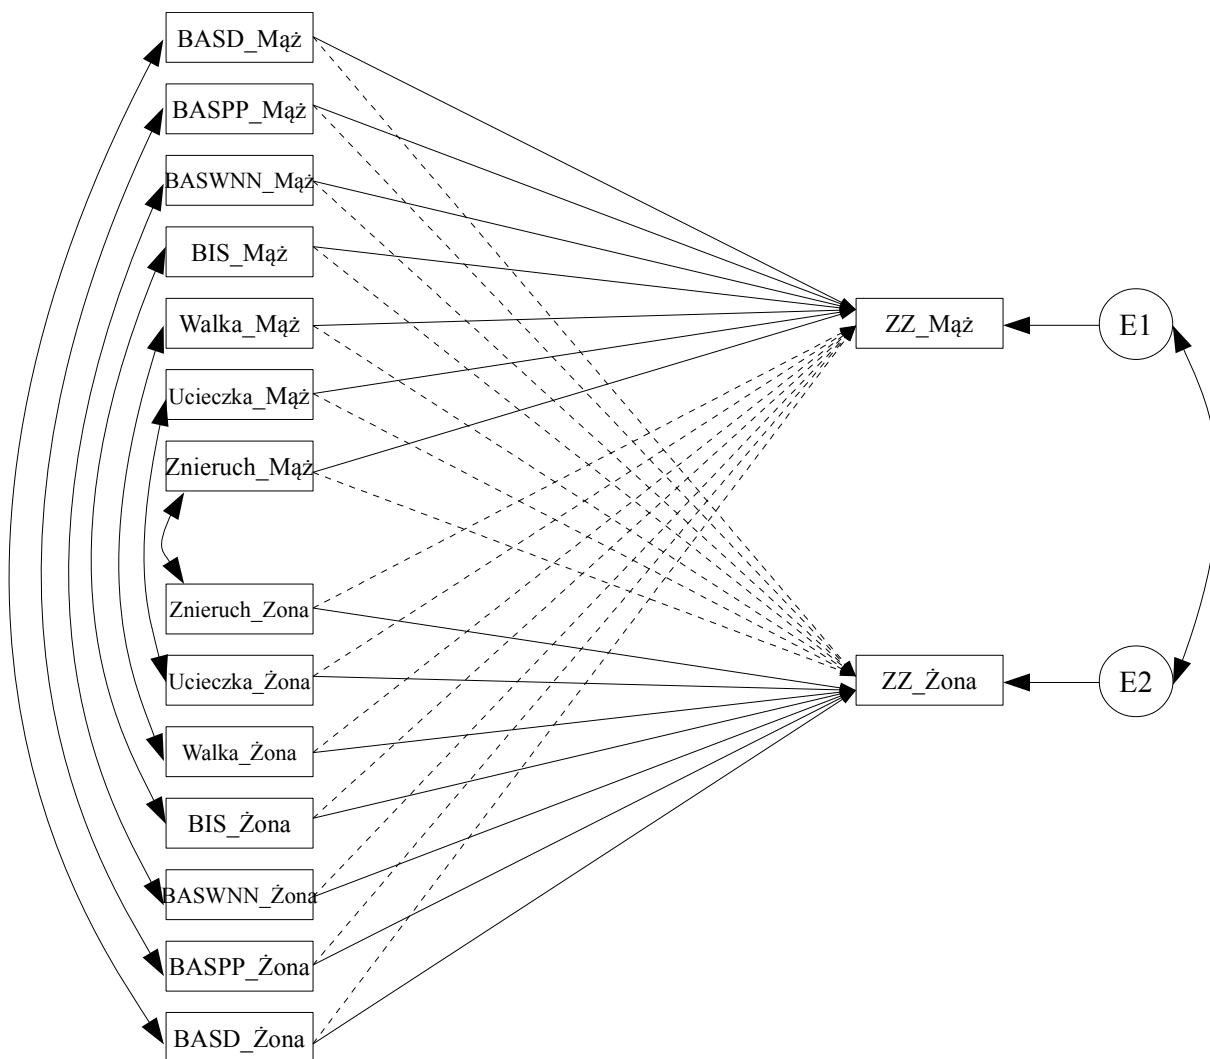 BASD_Mąż
BASPP_Mąż
BASWNN_Mąż
BIS_Mąż
Walka_Mąż
Ucieczka_Mąż
Znieruch_Mąż
ZZ_Mąż
E1
Znieruch_Zona
Ucieczka_Żona
Walka_Żona
BIS_Żona
BASWNN_Żona
BASPP_Żona
BASD_Żona
ZZ_Żona
E2